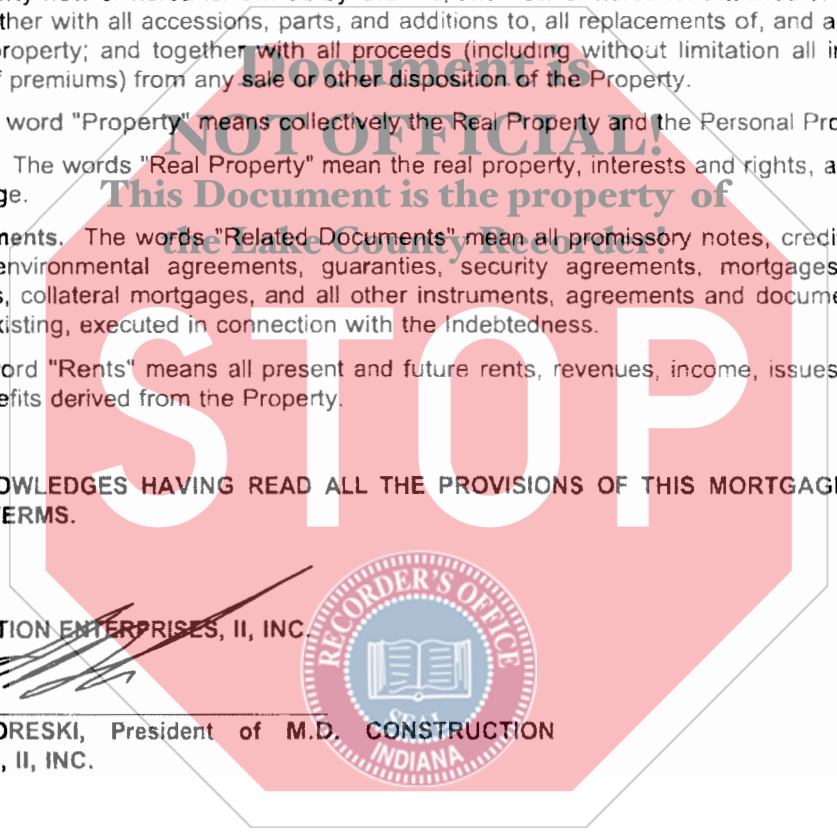 ther with all accessions, parts, and additions to, all replacements of, and a
roperty; and together with all proceeds (including without limitation all i
f premiums) from any sale or other disposition of the Property.
Document is
word "Property" means collectively the Real Property and the Personal Pro
NOT OFFICIAL!
The words "Real Property" mean the real property, interests and rights, a
ge.
This Document is the property of
nents. The words "Related Documents" mean all promissory notes, credi
the Lake County Recorder!
environmental agreements, guaranties, security agreements, mortgages
s, collateral mortgages, and all other instruments, agreements and docume
xisting, executed in connection with the Indebtedness.
STOP
ord "Rents" means all present and future rents, revenues, income, issues
efits derived from the Property.
OWLEDGES HAVING READ ALL THE PROVISIONS OF THIS MORTGAG
TERMS.
TION ENTERPRISES, II, INC.
RECORDER'S OFFICE
SEAL
INDIANA
ORESKI, President of M.D. CONSTRUCTION
, II, INC.